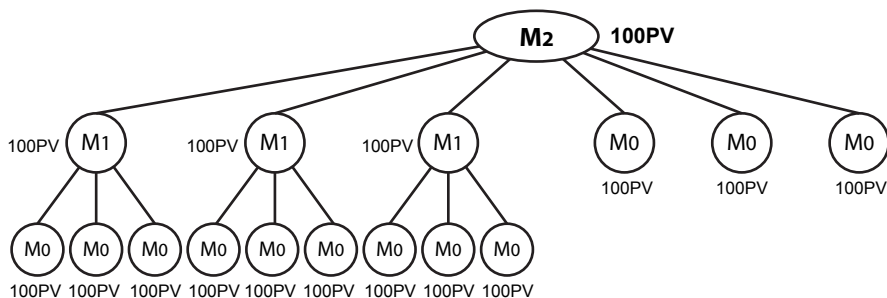 M2 100PV
100PV M1 100PV M1 100PV M1 M0 M0 M0
100PV 100PV 100PV
M0 M0 M0 M0 M0 M0 M0 M0 M0
100PV 100PV 100PV 100PV 100PV 100PV 100PV 100PV 100PV